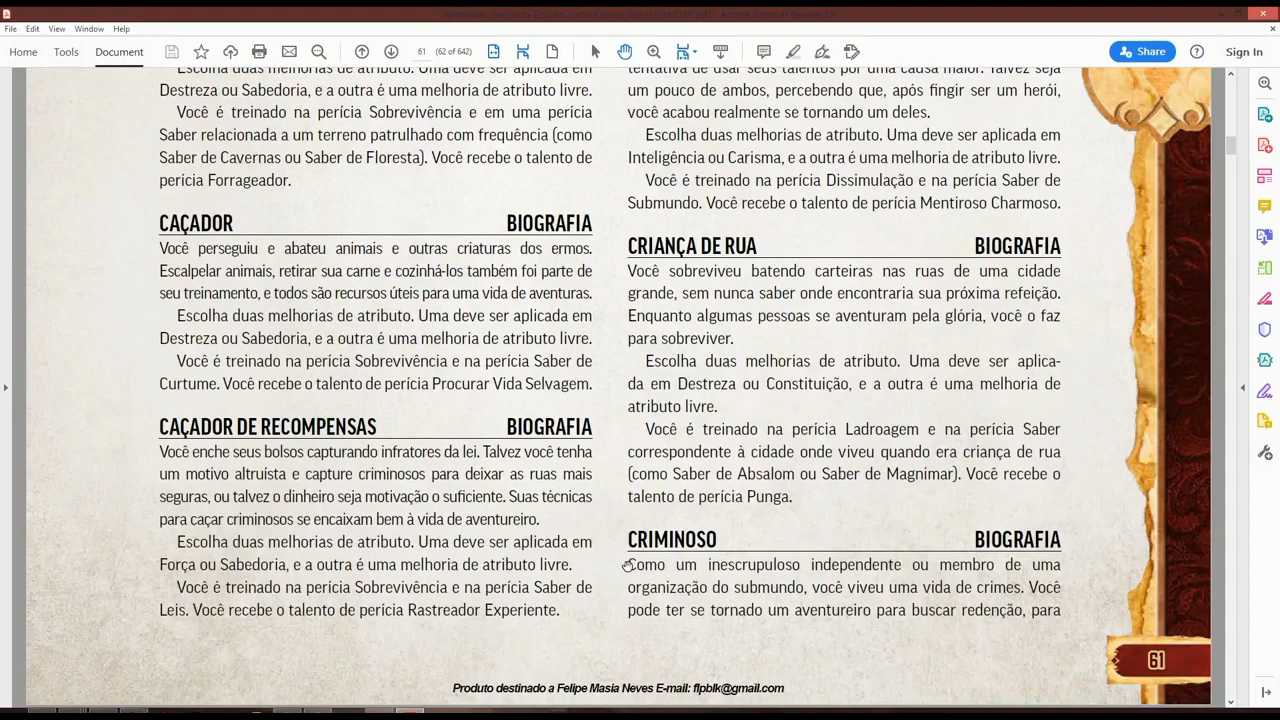 File Edit View Window Help
Home Tools Document 61 (62 of 642) Share Sign In
Escolha duas melhorias de atributo. Uma deve ser aplicada em
Destreza ou Sabedoria, e a outra é uma melhoria de atributo livre.
Você é treinado na perícia Sobrevivência e em uma perícia
Saber relacionada a um terreno patrulhado com frequência (como
Saber de Cavernas ou Saber de Floresta). Você recebe o talento de
perícia Forrageador.
CAÇADOR BIOGRAFIA
Você perseguiu e abateu animais e outras criaturas dos ermos.
Escalpelar animais, retirar sua carne e cozinhá-los também foi parte de
seu treinamento, e todos são recursos úteis para uma vida de aventuras.
Escolha duas melhorias de atributo. Uma deve ser aplicada em
Destreza ou Sabedoria, e a outra é uma melhoria de atributo livre.
Você é treinado na perícia Sobrevivência e na perícia Saber de
Curtume. Você recebe o talento de perícia Procurar Vida Selvagem.
CAÇADOR DE RECOMPENSAS BIOGRAFIA
Você enche seus bolsos capturando infratores da lei. Talvez você tenha
um motivo altruísta e capture criminosos para deixar as ruas mais
seguras, ou talvez o dinheiro seja motivação o suficiente. Suas técnicas
para caçar criminosos se encaixam bem à vida de aventureiro.
Escolha duas melhorias de atributo. Uma deve ser aplicada em
Força ou Sabedoria, e a outra é uma melhoria de atributo livre.
Você é treinado na perícia Sobrevivência e na perícia Saber de
Leis. Você recebe o talento de perícia Rastreador Experiente.
tentativa de usar seus talentos por uma causa maior. Talvez seja
um pouco de ambos, percebendo que, após fingir ser um herói,
você acabou realmente se tornando um deles.
Escolha duas melhorias de atributo. Uma deve ser aplicada em
Inteligência ou Carisma, e a outra é uma melhoria de atributo livre.
Você é treinado na perícia Dissimulação e na perícia Saber de
Submundo. Você recebe o talento de perícia Mentiroso Charmoso.
CRIANÇA DE RUA BIOGRAFIA
Você sobreviveu batendo carteiras nas ruas de uma cidade
grande, sem nunca saber onde encontraria sua próxima refeição.
Enquanto algumas pessoas se aventuram pela glória, você o faz
para sobreviver.
Escolha duas melhorias de atributo. Uma deve ser aplica-
da em Destreza ou Constituição, e a outra é uma melhoria de
atributo livre.
Você é treinado na perícia Ladroagem e na perícia Saber
correspondente à cidade onde viveu quando era criança de rua
(como Saber de Absalom ou Saber de Magnimar). Você recebe o
talento de perícia Punga.
CRIMINOSO BIOGRAFIA
Como um inescrupuloso independente ou membro de uma
organização do submundo, você viveu uma vida de crimes. Você
pode ter se tornado um aventureiro para buscar redenção, para
61
Produto destinado a Felipe Masia Neves E-mail: flpblk@gmail.com